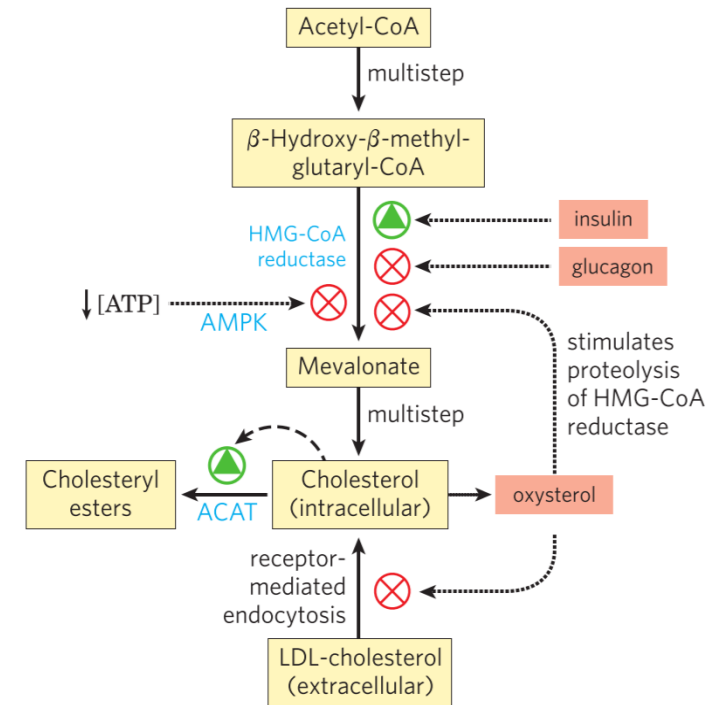 Acetyl-CoA
multistep
β-Hydroxy-β-methyl-
glutaryl-CoA
HMG-CoA
reductase
insulin
glucagon
↓[ATP]
AMPK
stimulates
proteolysis
of HMG-CoA
reductase
Mevalonate
multistep
Cholesteryl
esters
ACAT
Cholesterol
(intracellular)
oxysterol
receptor-
mediated
endocytosis
LDL-cholesterol
(extracellular)